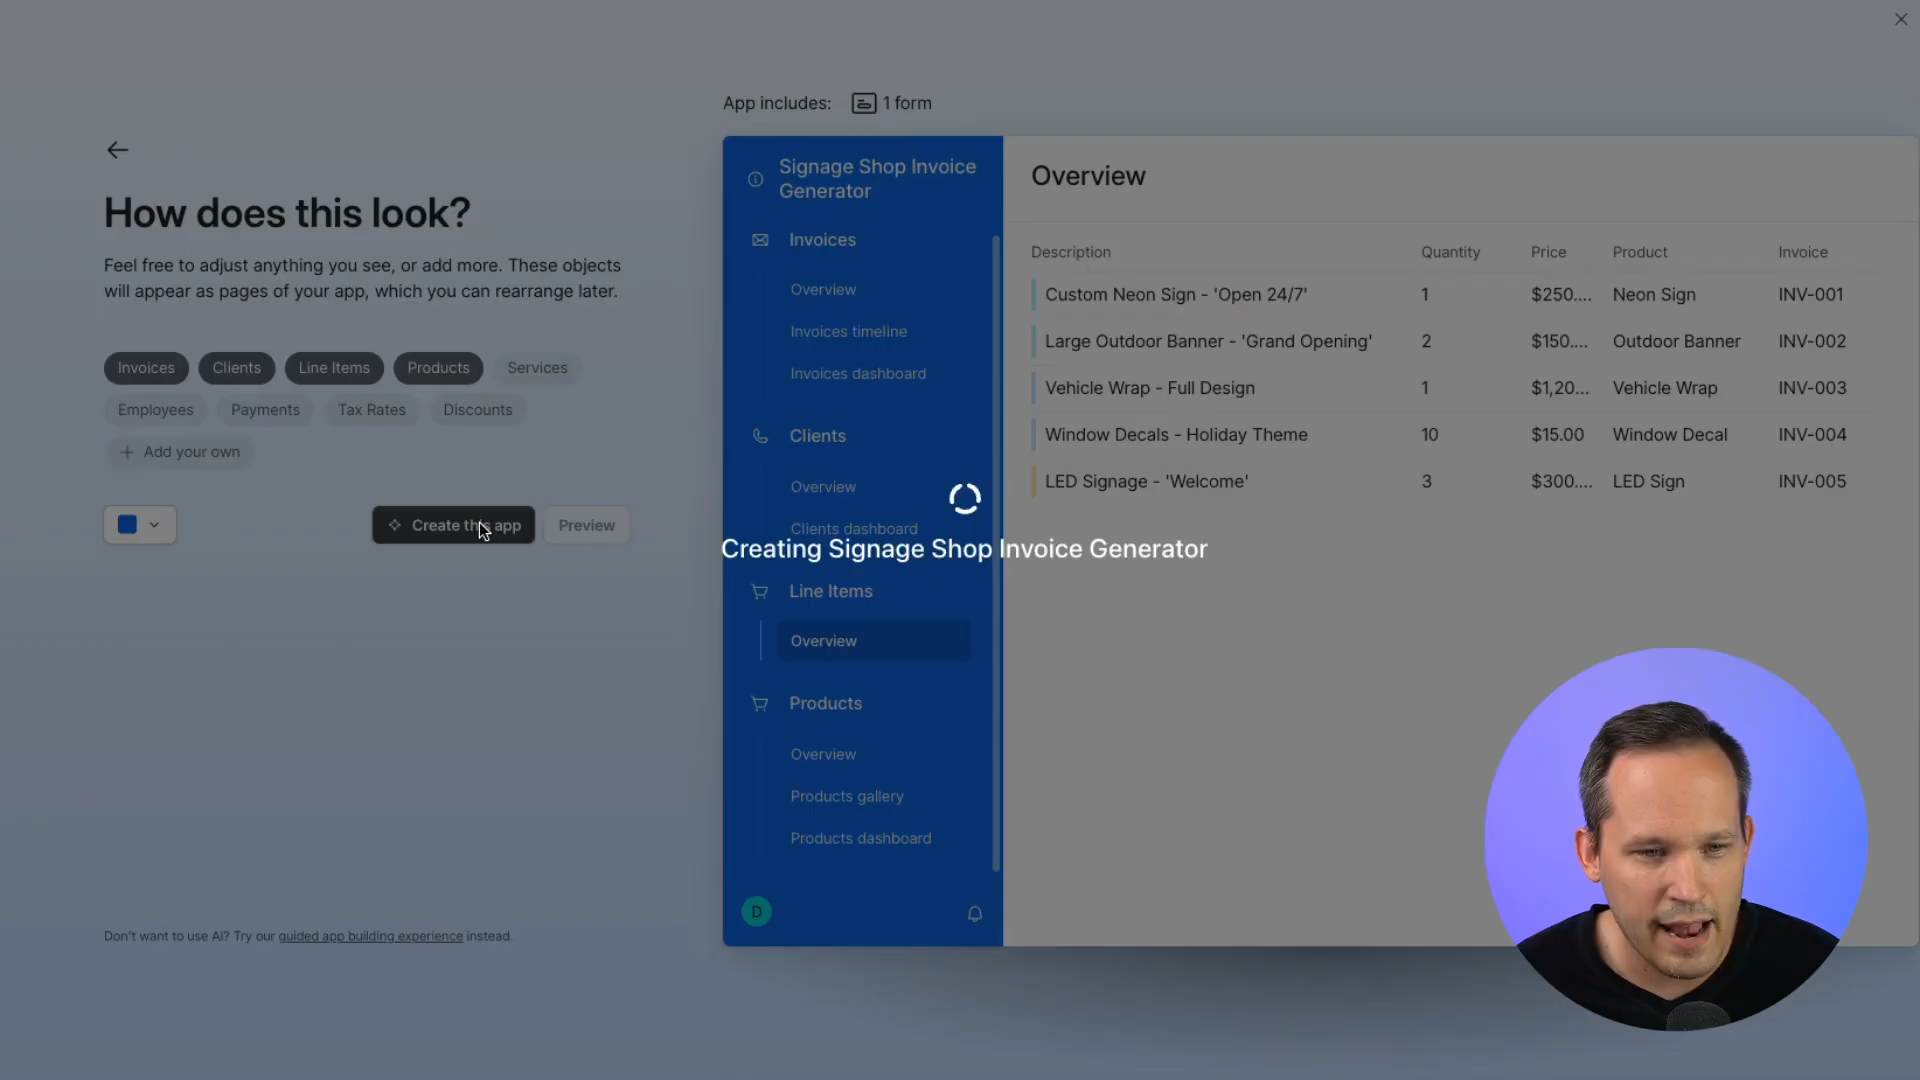 App includes: 1 form
How does this look?
Feel free to adjust anything you see, or add more. These objects
will appear as pages of your app, which you can rearrange later.
Invoices Clients Line Items Products Services
Employees Payments Tax Rates Discounts
+ Add your own
Create this app Preview
Don't want to use AI? Try our guided app building experience instead.
Signage Shop Invoice
Generator
Invoices
Overview
Invoices timeline
Invoices dashboard
Clients
Overview
Clients dashboard
Creating Signage Shop Invoice Generator
Line Items
Overview
Products
Overview
Products gallery
Products dashboard
D
Overview
Description Quantity Price Product Invoice
Custom Neon Sign - 'Open 24/7' 1 $250.... Neon Sign INV-001
Large Outdoor Banner - 'Grand Opening' 2 $150.... Outdoor Banner INV-002
Vehicle Wrap - Full Design 1 $1,20... Vehicle Wrap INV-003
Window Decals - Holiday Theme 10 $15.00 Window Decal INV-004
LED Signage - 'Welcome' 3 $300.... LED Sign INV-005